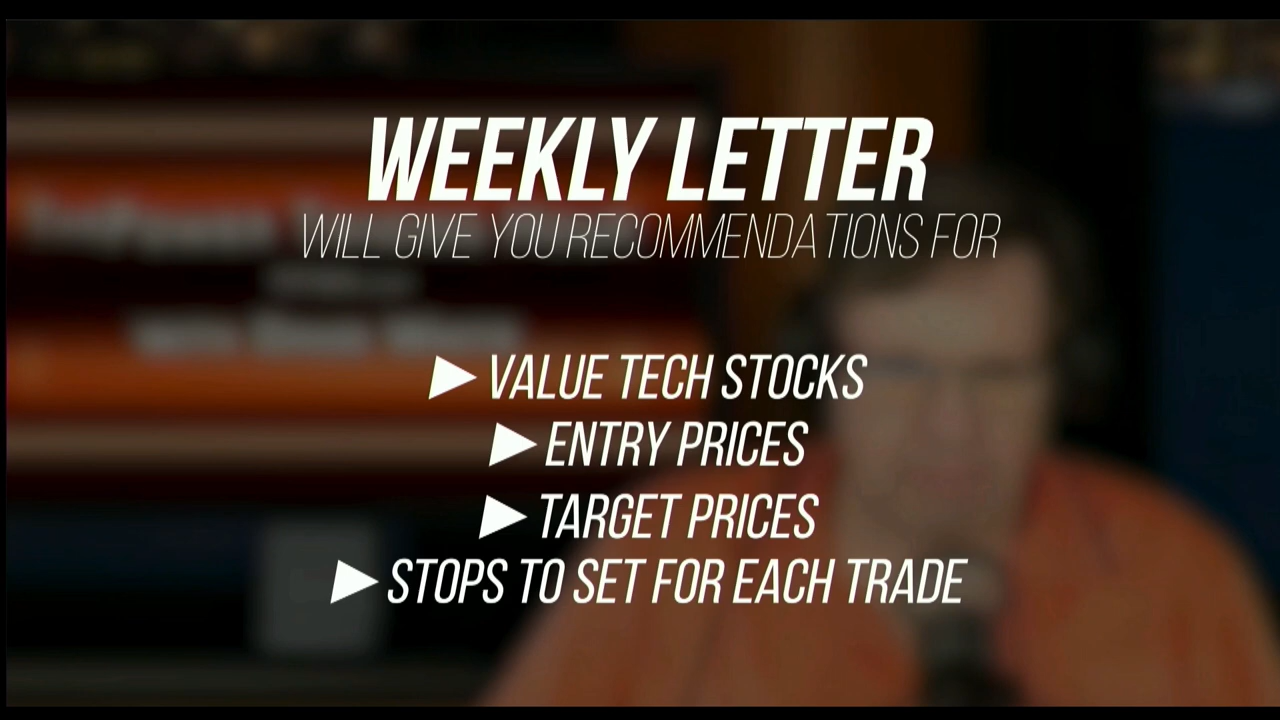 WEEKLY LETTER
WILL GIVE YOU RECOMMENDATIONS FOR
▶ VALUE TECH STOCKS
▶ ENTRY PRICES
▶ TARGET PRICES
▶ STOPS TO SET FOR EACH TRADE